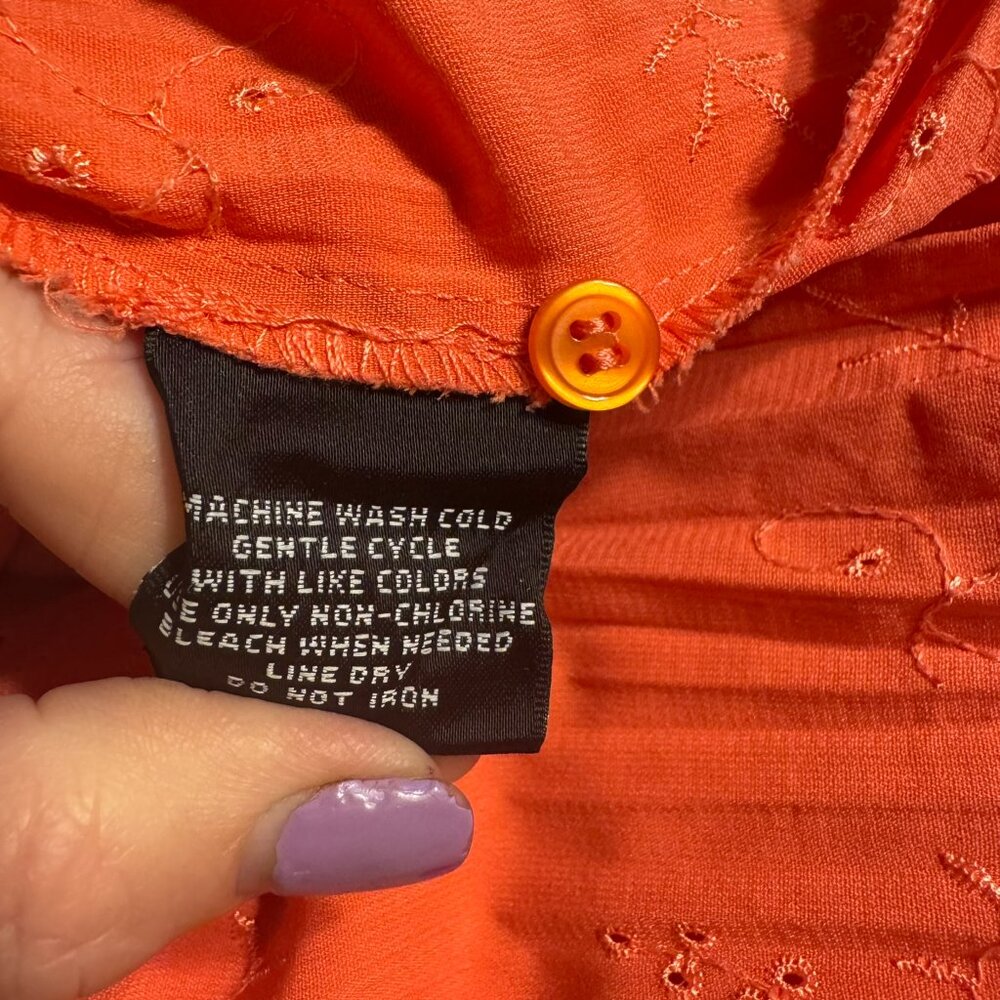 MACHINE WASH COLD
GENTLE CYCLE
WITH LIKE COLORS
ONLY NON-CHLORINE
BLEACH WHEN NEEDED
LINE DRY
DO NOT IRON